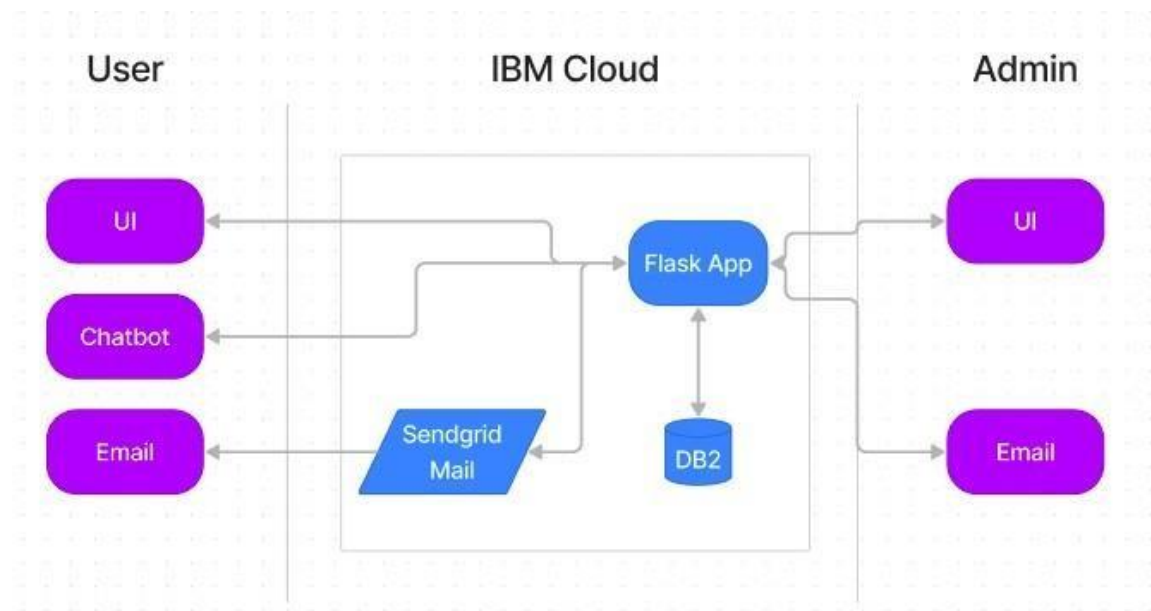 User
IBM Cloud
Admin
UI
Chatbot
Email
Flask App
Sendgrid
Mail
DB2
UI
Email